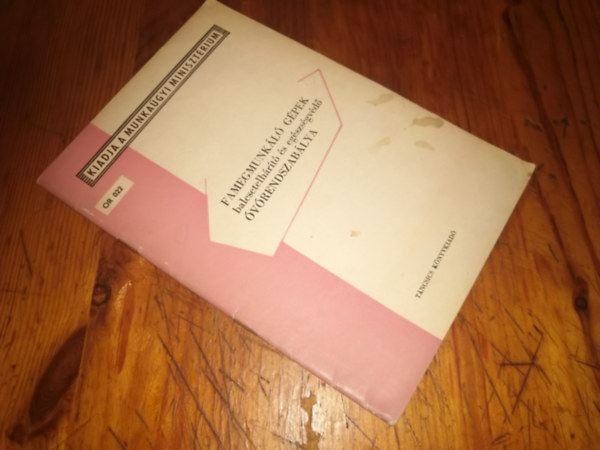 KIADJA A MUNKAÜGYI MINISZTÉRIUM
OR 022
FAMEGMUNKÁLÓ GÉPEK
balesetelhárító és egészségvédő
ÓVÓRENDSZABÁLYA
TÁNCSICS KÖNYVKIADÓ